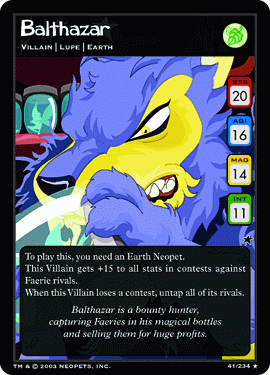 Balthazar
VILLAIN | LUPE | EARTH
STR
20
AGI
16
MAG
14
INT
11
To play this, you need an Earth Neopet.
This Villain gets +15 to all stats in contests against
Faerie rivals.
When this Villain loses a contest, untap all of its rivals.
Balthazar is a bounty hunter,
capturing Faeries in his magical bottles
and selling them for huge profits.
TM & © 2003 NEOPETS, INC.
41/234 ★